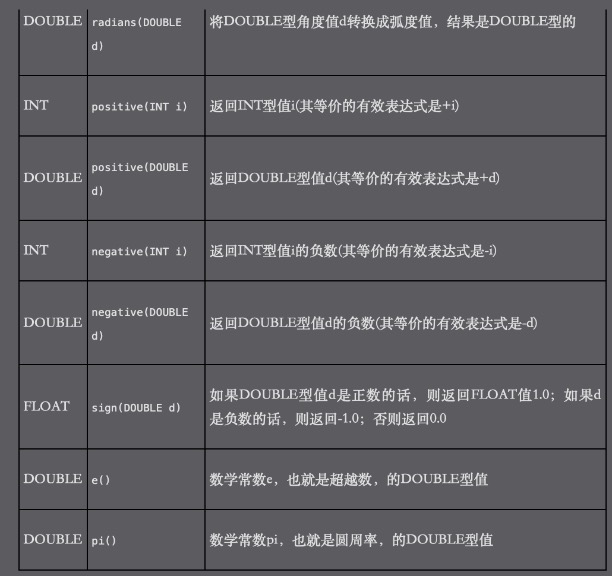 DOUBLE radians(DOUBLE d) 将DOUBLE型角度值d转换成弧度值，结果是DOUBLE型的
INT positive(INT i) 返回INT型值i(其等价的有效表达式是+i)
DOUBLE positive(DOUBLE d) 返回DOUBLE型值d(其等价的有效表达式是+d)
INT negative(INT i) 返回INT型值i的负数(其等价的有效表达式是-i)
DOUBLE negative(DOUBLE d) 返回DOUBLE型值d的负数(其等价的有效表达式是-d)
FLOAT sign(DOUBLE d) 如果DOUBLE型值d是正数的话，则返回FLOAT值1.0；如果d
是负数的话，则返回-1.0；否则返回0.0
DOUBLE e() 数学常数e，也就是超越数，的DOUBLE型值
DOUBLE pi() 数学常数pi，也就是圆周率，的DOUBLE型值